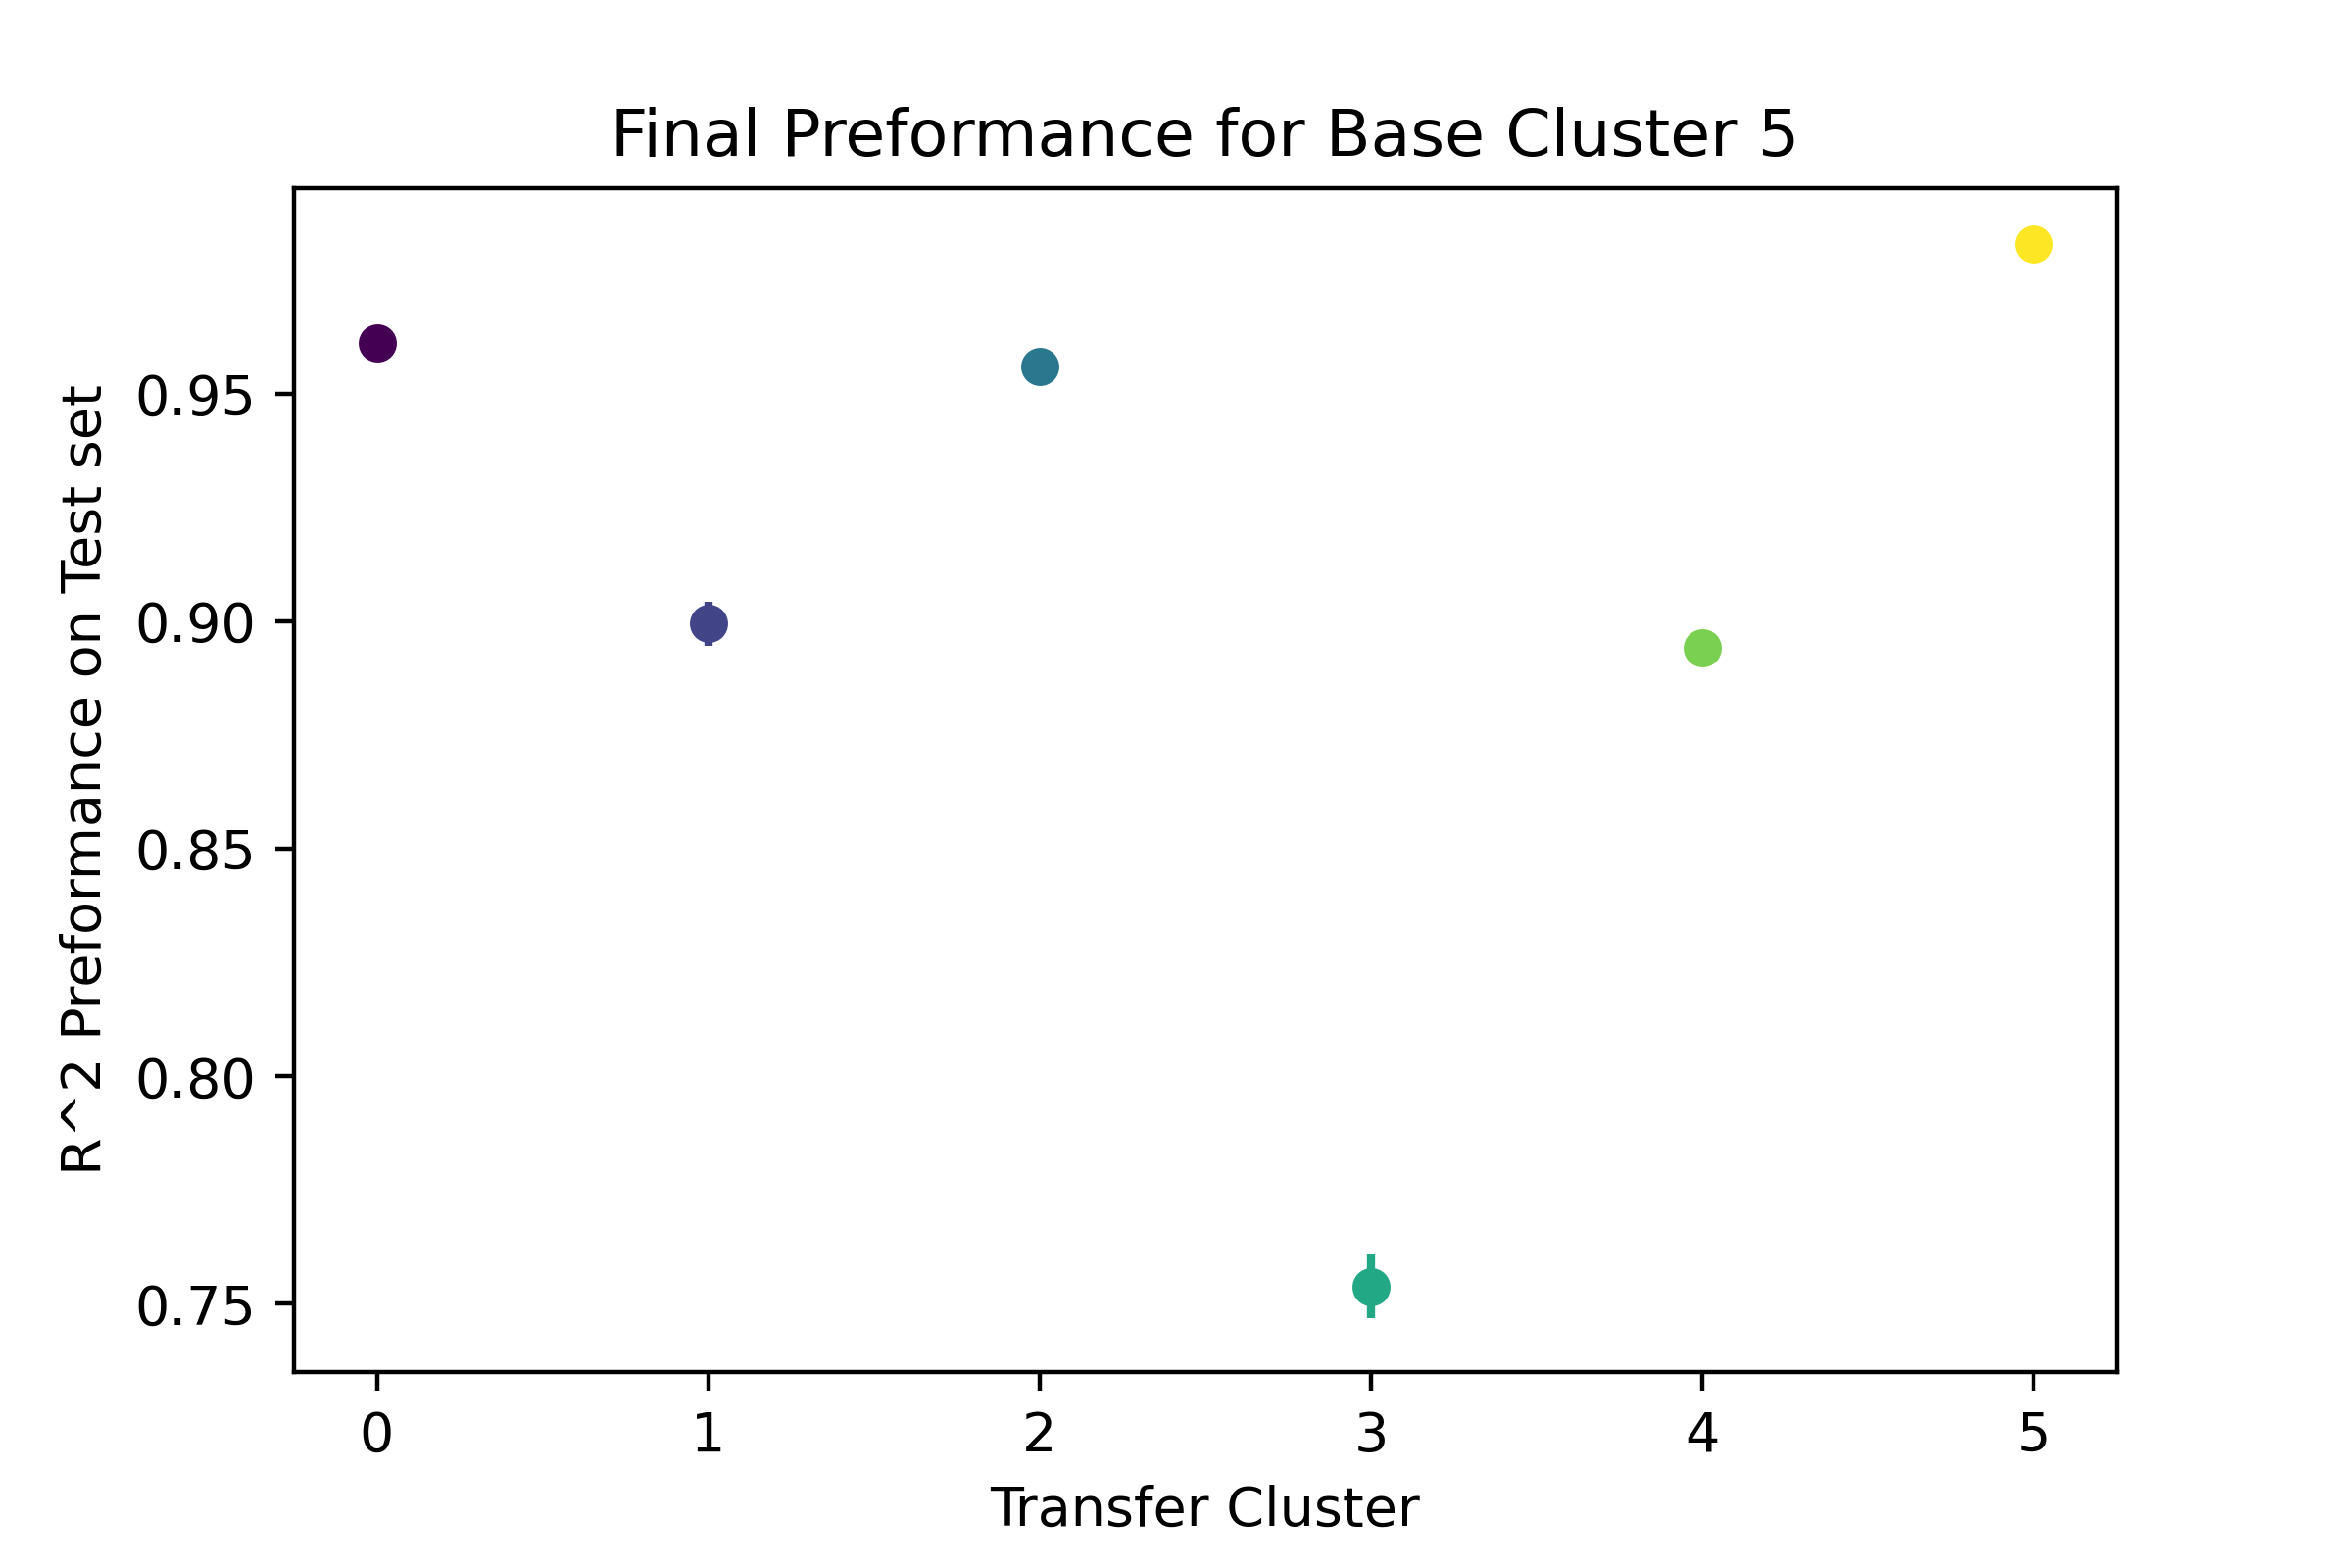 Final Preformance for Base Cluster 5
R^2 Preformance on Test set
0.95
0.90
0.85
0.80
0.75
0 1 2 3 4 5
Transfer Cluster